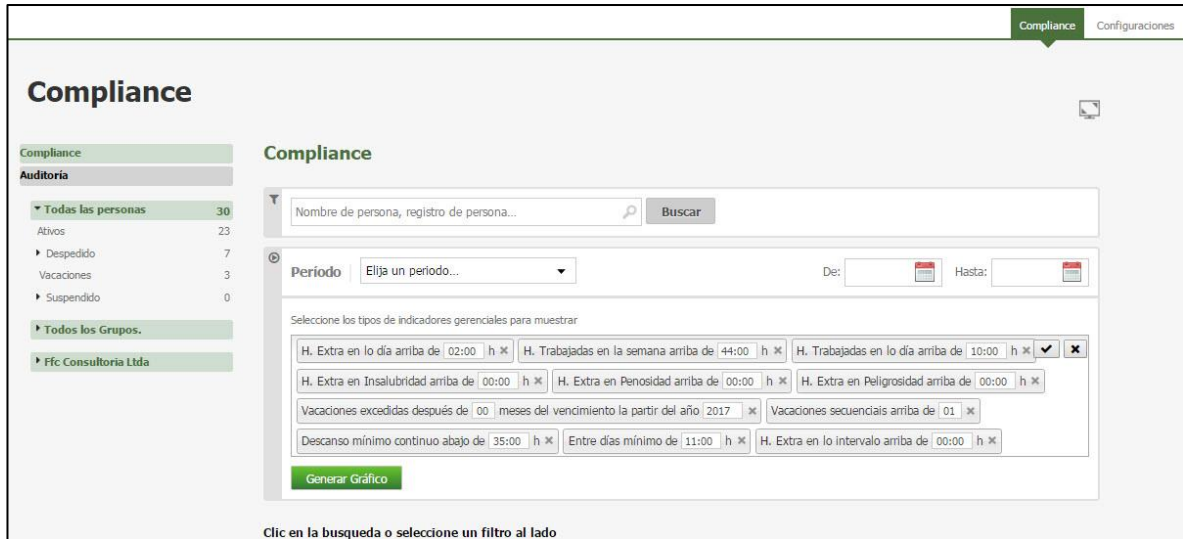 Compliance Configuraciones
Compliance
Compliance
Auditoría
Todas las personas 30
Ativos 23
Despedido 7
Vacaciones 3
Suspendido 0
Todos los Grupos.
Ffc Consultoria Ltda
Compliance
Nombre de persona, registro de persona... Buscar
Período Elija un periodo... De: Hasta:
Seleccione los tipos de indicadores gerenciales para muestrar
H. Extra en lo día arriba de 02:00 h H. Trabajadas en la semana arriba de 44:00 h H. Trabajadas en lo día arriba de 10:00 h
H. Extra en Insalubridad arriba de 00:00 h H. Extra en Penosidad arriba de 00:00 h H. Extra en Peligrosidad arriba de 00:00 h
Vacaciones excedidas después de 00 meses del vencimiento la partir del año 2017 Vacaciones secuenciais arriba de 01
Descanso mínimo continuo abajo de 35:00 h Entre días mínimo de 11:00 h H. Extra en lo intervalo arriba de 00:00 h
Generar Gráfico
Clic en la busqueda o seleccione un filtro al lado